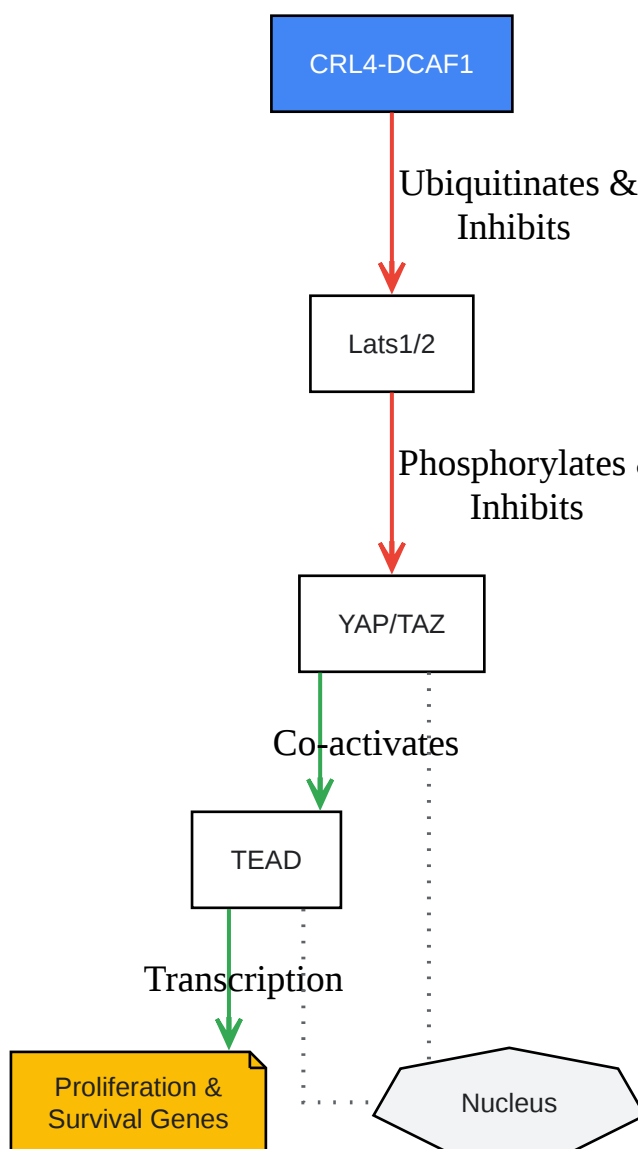 CRL4-DCAF1
Ubiquitinates &
Inhibits
Lats1/2
Phosphorylates
Inhibits
YAP/TAZ
Co-activates
TEAD
Transcription
Proliferation &
Survival Genes
Nucleus